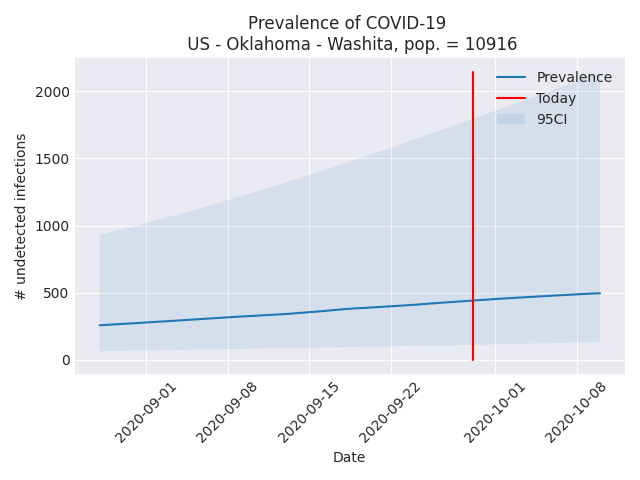 Prevalence of COVID-19
US - Oklahoma - Washita, pop. = 10916
Prevalence
Today
95CI
# undetected infections
2000
1500
1000
500
0
2020-09-01
2020-09-08
2020-09-15
2020-09-22
2020-10-01
2020-10-08
Date